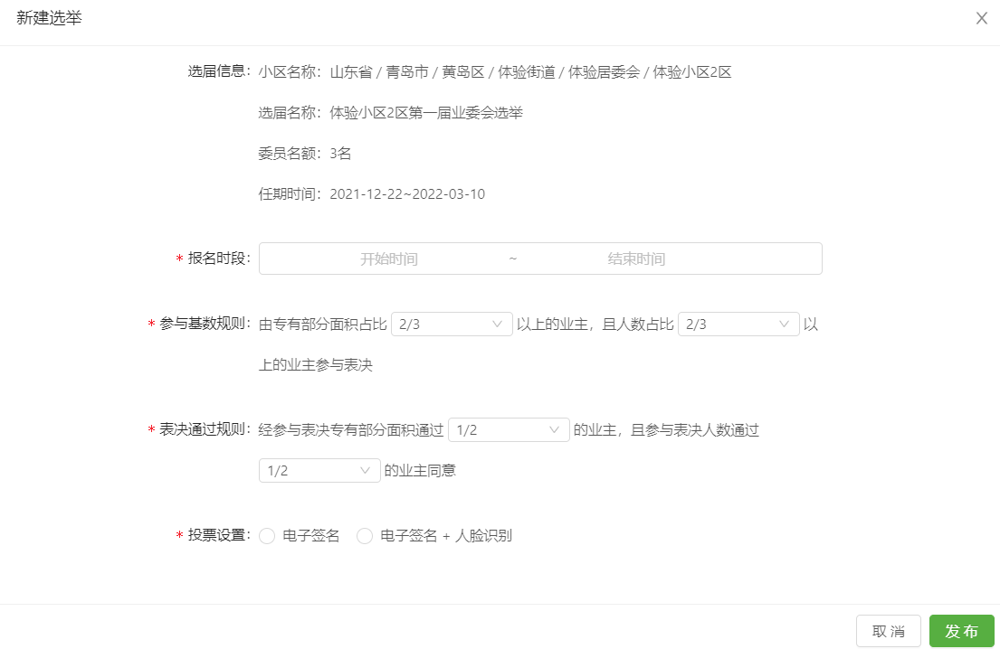 新建选举
选届信息：小区名称：山东省 / 青岛市 / 黄岛区 / 体验街道 / 体验居委会 / 体验小区2区
选届名称：体验小区2区第一届业委会选举
委员名额：3名
任期时间：2021-12-22~2022-03-10
* 报名时段： 开始时间 ~ 结束时间
* 参与基数规则：由专有部分面积占比 2/3 以上的业主，且人数占比 2/3 以
上的业主参与表决
* 表决通过规则：经参与表决专有部分面积通过 1/2 的业主，且参与表决人数通过
1/2 的业主同意
* 投票设置： 电子签名 电子签名 + 人脸识别
取 消 发 布